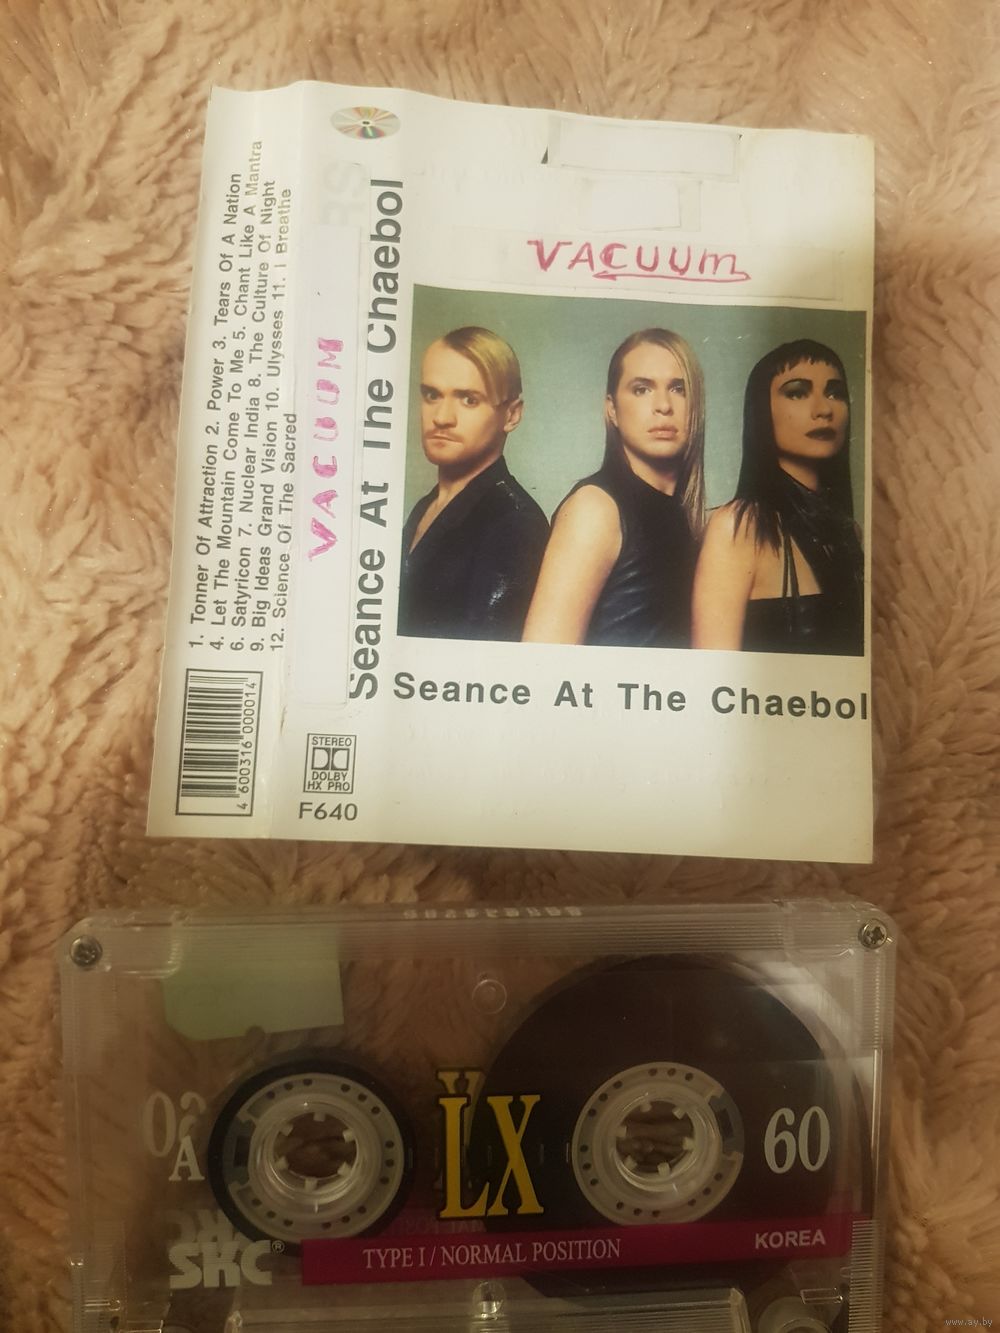 1. Tonner Of Attraction 2. Power 3. Tears Of A Nation
4. Let The Mountain Come To Me 5. Chant Like A Mantra
6. Satyricon 7. Nuclear India 8. The Culture Of Night
9. Big Ideas Grand Vision 10. Ulysses 11. I Breathe
12. Science Of The Sacred
4 600316 000014
VACUUM
Seance At The Chaebol
STEREO
DOLBY
HX PRO
F640
VACUUM
Seance At The Chaebol
A
LX
60
SKC®
TYPE I / NORMAL POSITION
KOREA
www.ay.by